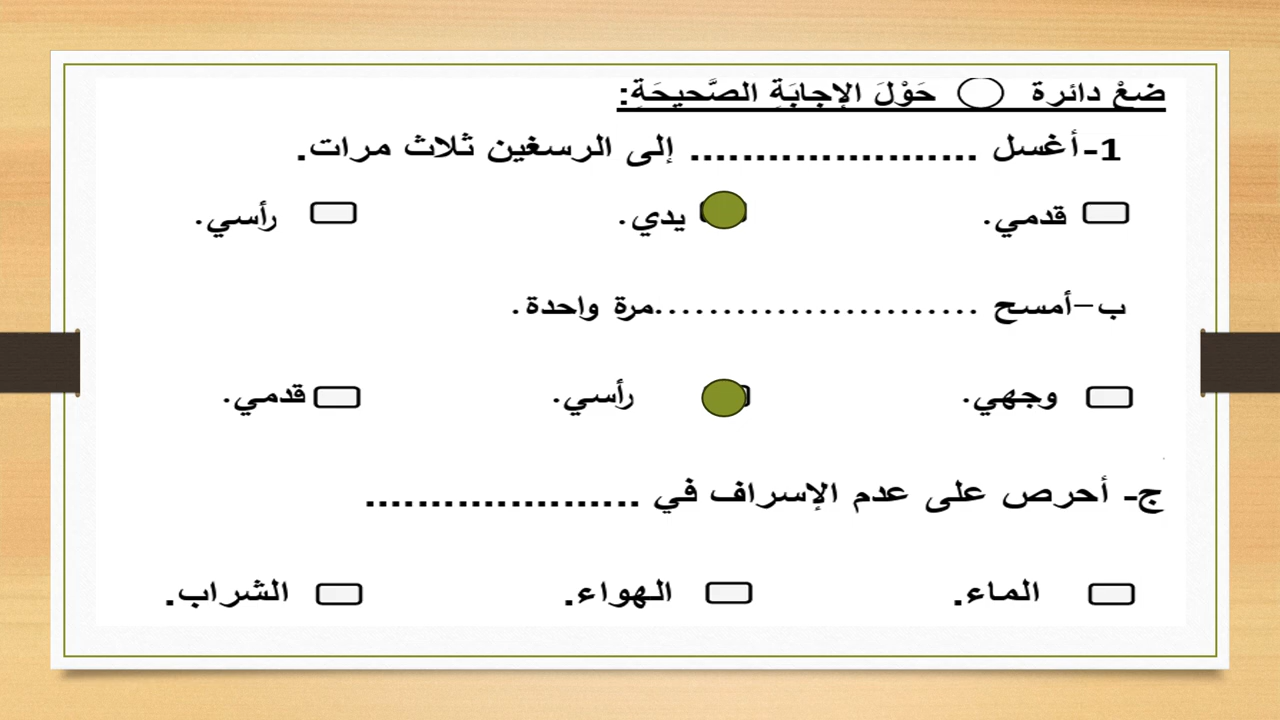 ضعْ دائرة حَوْلَ الإجابَةِ الصَّحيحَةِ:
1-أغسل ...................... إلى الرسغين ثلاث مرات.
قدمي. يدي. رأسي.
ب-أمسح ........................مرة واحدة.
وجهي. رأسي. قدمي.
ج- أحرص على عدم الإسراف في .....................
الماء. الهواء. الشراب.